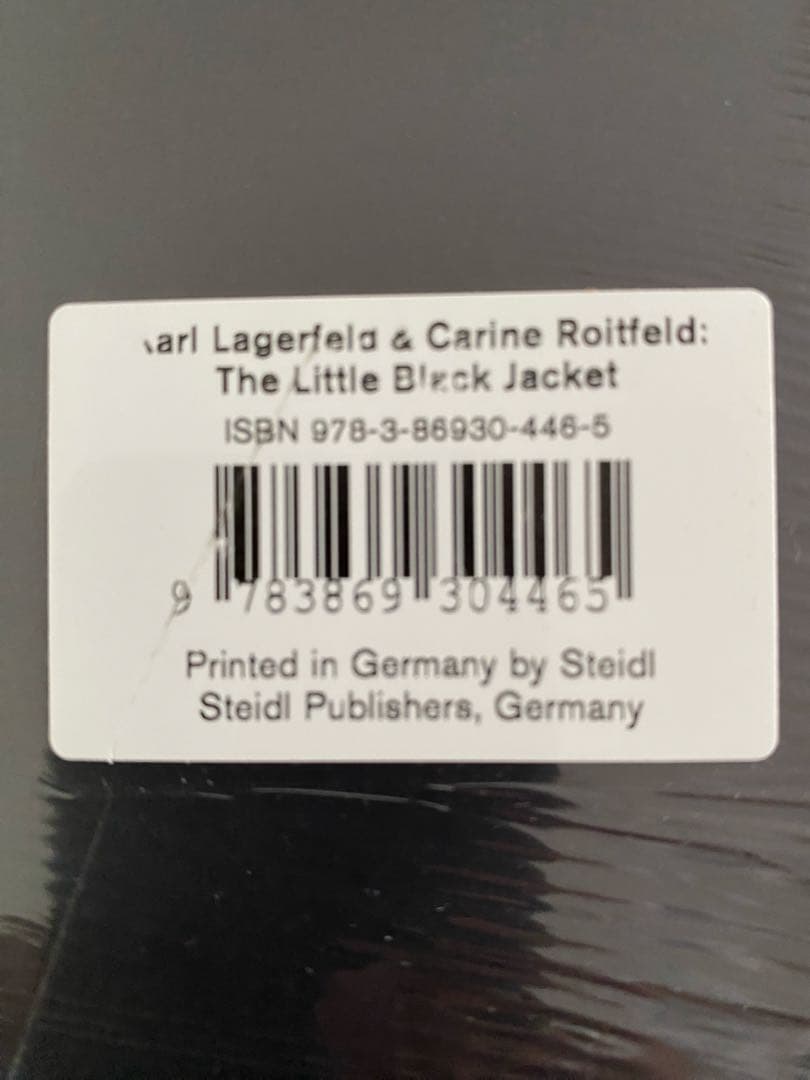 Karl Lagerfeld & Carine Roitfeld:
The Little Black Jacket
ISBN 978-3-86930-446-5
9 783869 304465
Printed in Germany by Steidl
Steidl Publishers, Germany